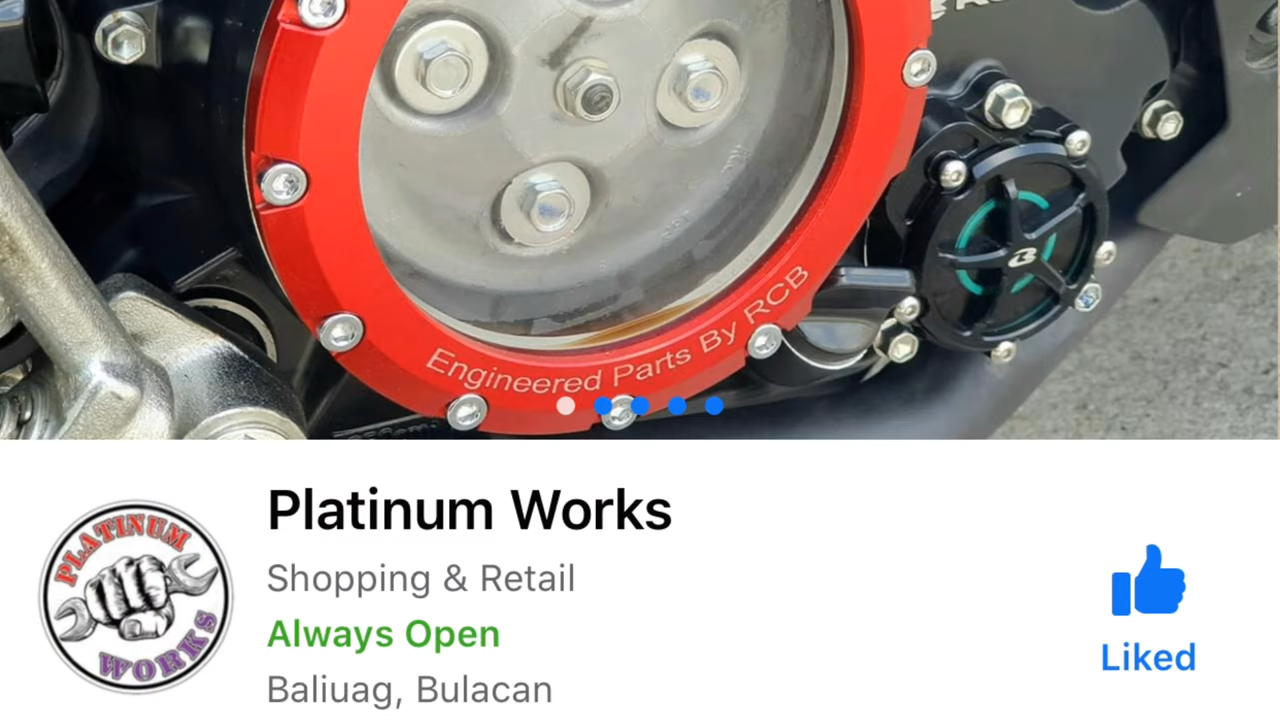 Engineered Parts By RCB
B
Platinum Works
Shopping & Retail
Always Open
Baliuag, Bulacan
Liked
PLATINUM
WORKS